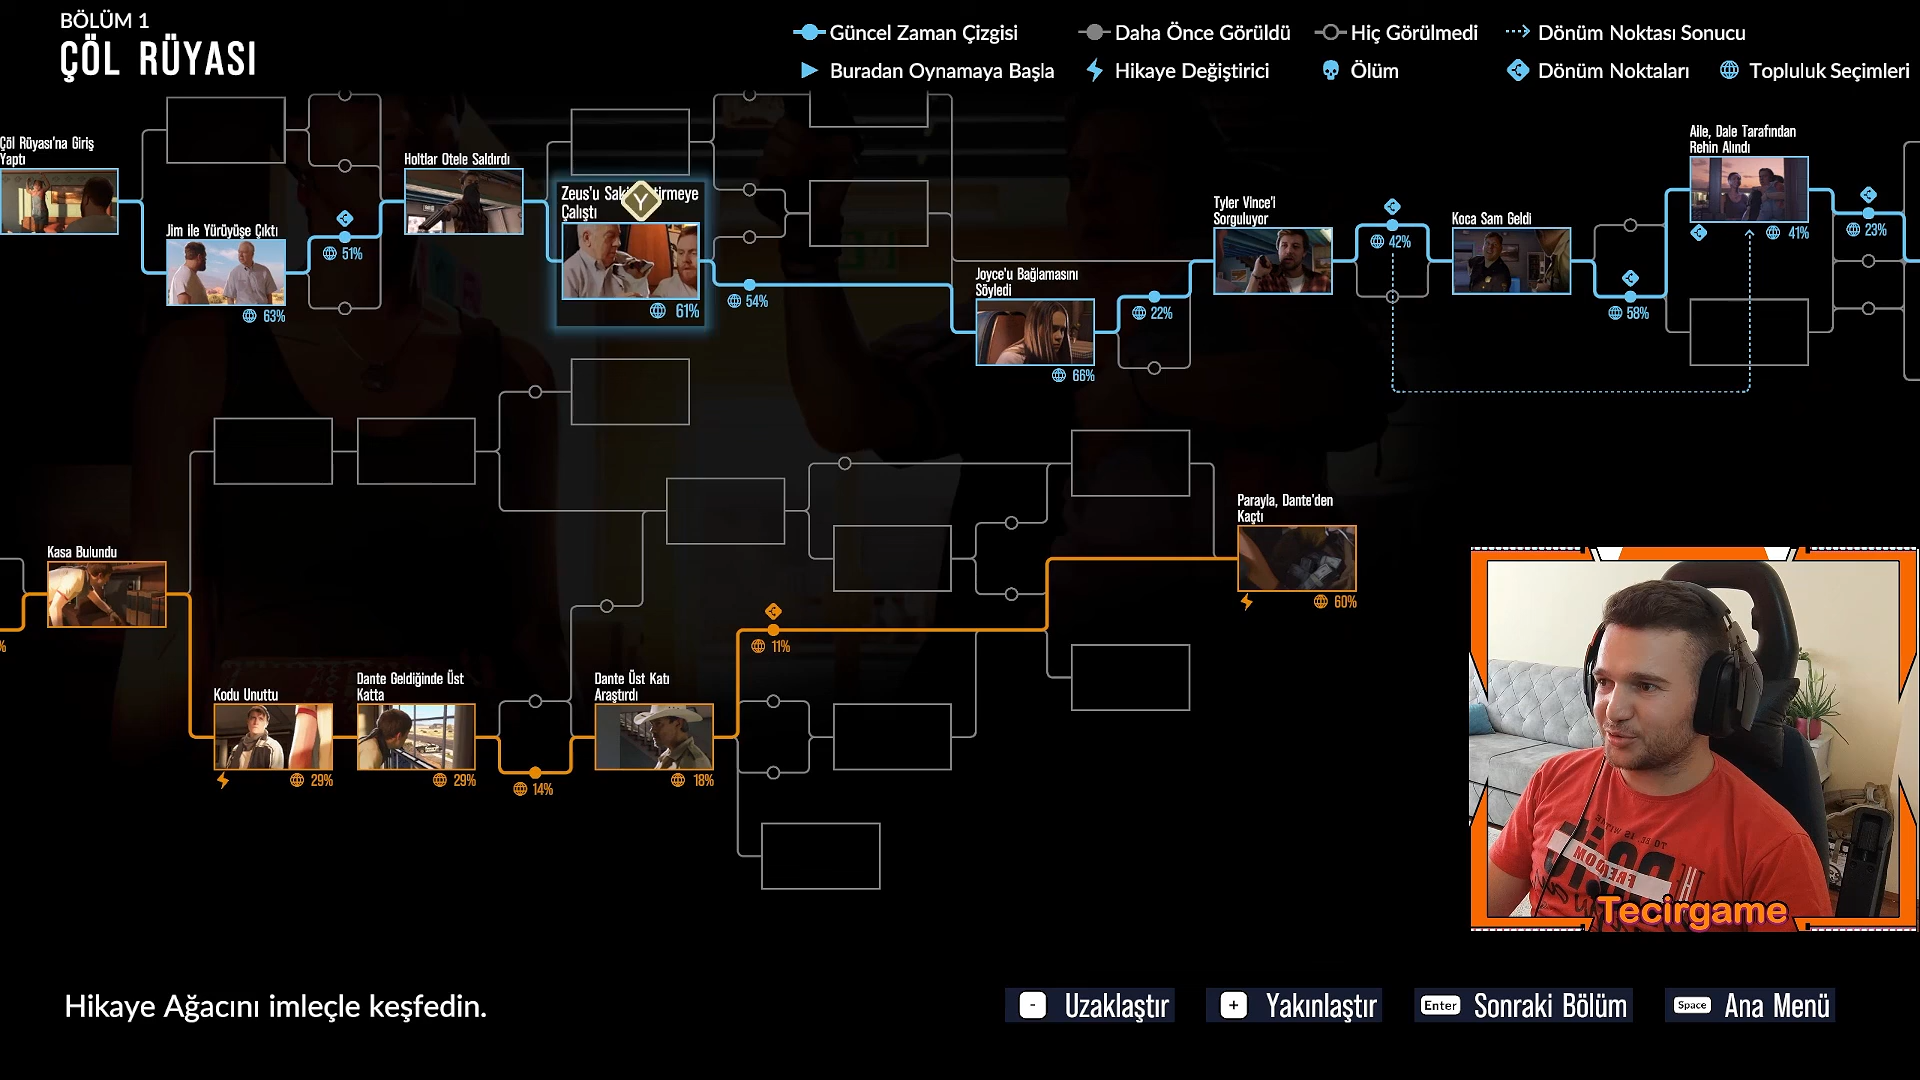 BÖLÜM 1
ÇÖL RÜYASI
Güncel Zaman Çizgisi
Daha Önce Görüldü
Hiç Görülmedi
Dönüm Noktası Sonucu
Buradan Oynamaya Başla
Hikaye Değiştirici
Ölüm
Dönüm Noktaları
Topluluk Seçimleri
Çöl Rüyası'na Giriş
Yaptı
Jim ile Yürüyüşe Çıktı
63%
51%
Holtlar Otele Saldırdı
Zeus'u
Çalıştı
Y
61%
54%
Joyce'u Bağlamasını
Söyledi
66%
22%
Tyler Vince'i
Sorguluyor
42%
Koca Sam Geldi
58%
Aile, Dale Tarafından
Rehin Alındı
41%
23%
%
Kasa Bulundu
Kodu Unuttu
29%
Dante Geldiğinde Üst
Katta
29%
14%
Dante Üst Katı
Araştırdı
18%
11%
Parayla, Dante'den
Kaçtı
60%
FREEDOM
Tecirgame
Hikaye Ağacını imleçle keşfedin.
- Uzaklaştır
+ Yakınlaştır
Enter Sonraki Bölüm
Space Ana Menü